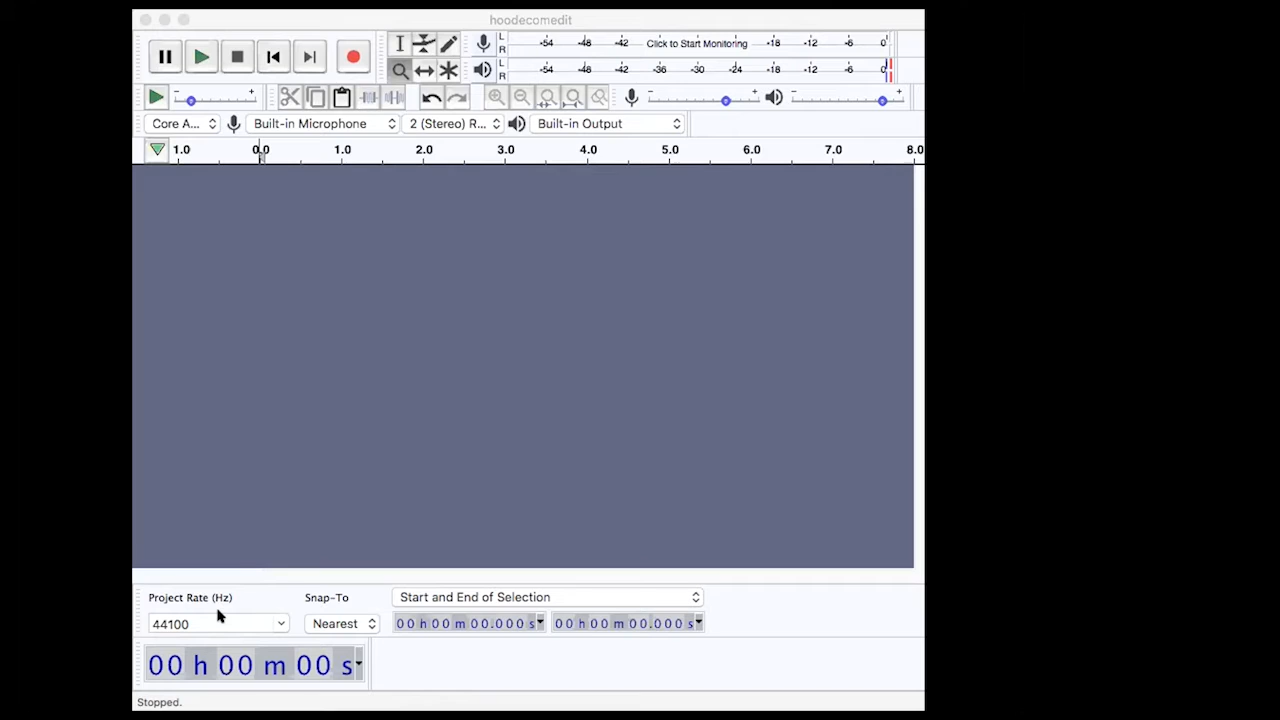 hoodecomedit
L
R
-54 -48 -42 Click to Start Monitoring -18 -12 -6 0
L
R
-54 -48 -42 -36 -30 -24 -18 -12 -6 0
- + - + - +
Core A... Built-in Microphone 2 (Stereo) R... Built-in Output
1.0 0.0 1.0 2.0 3.0 4.0 5.0 6.0 7.0 8.0
Project Rate (Hz) Snap-To Start and End of Selection
44100 Nearest 00 h 00 m 00.000 s 00 h 00 m 00.000 s
00 h 00 m 00 s
Stopped.